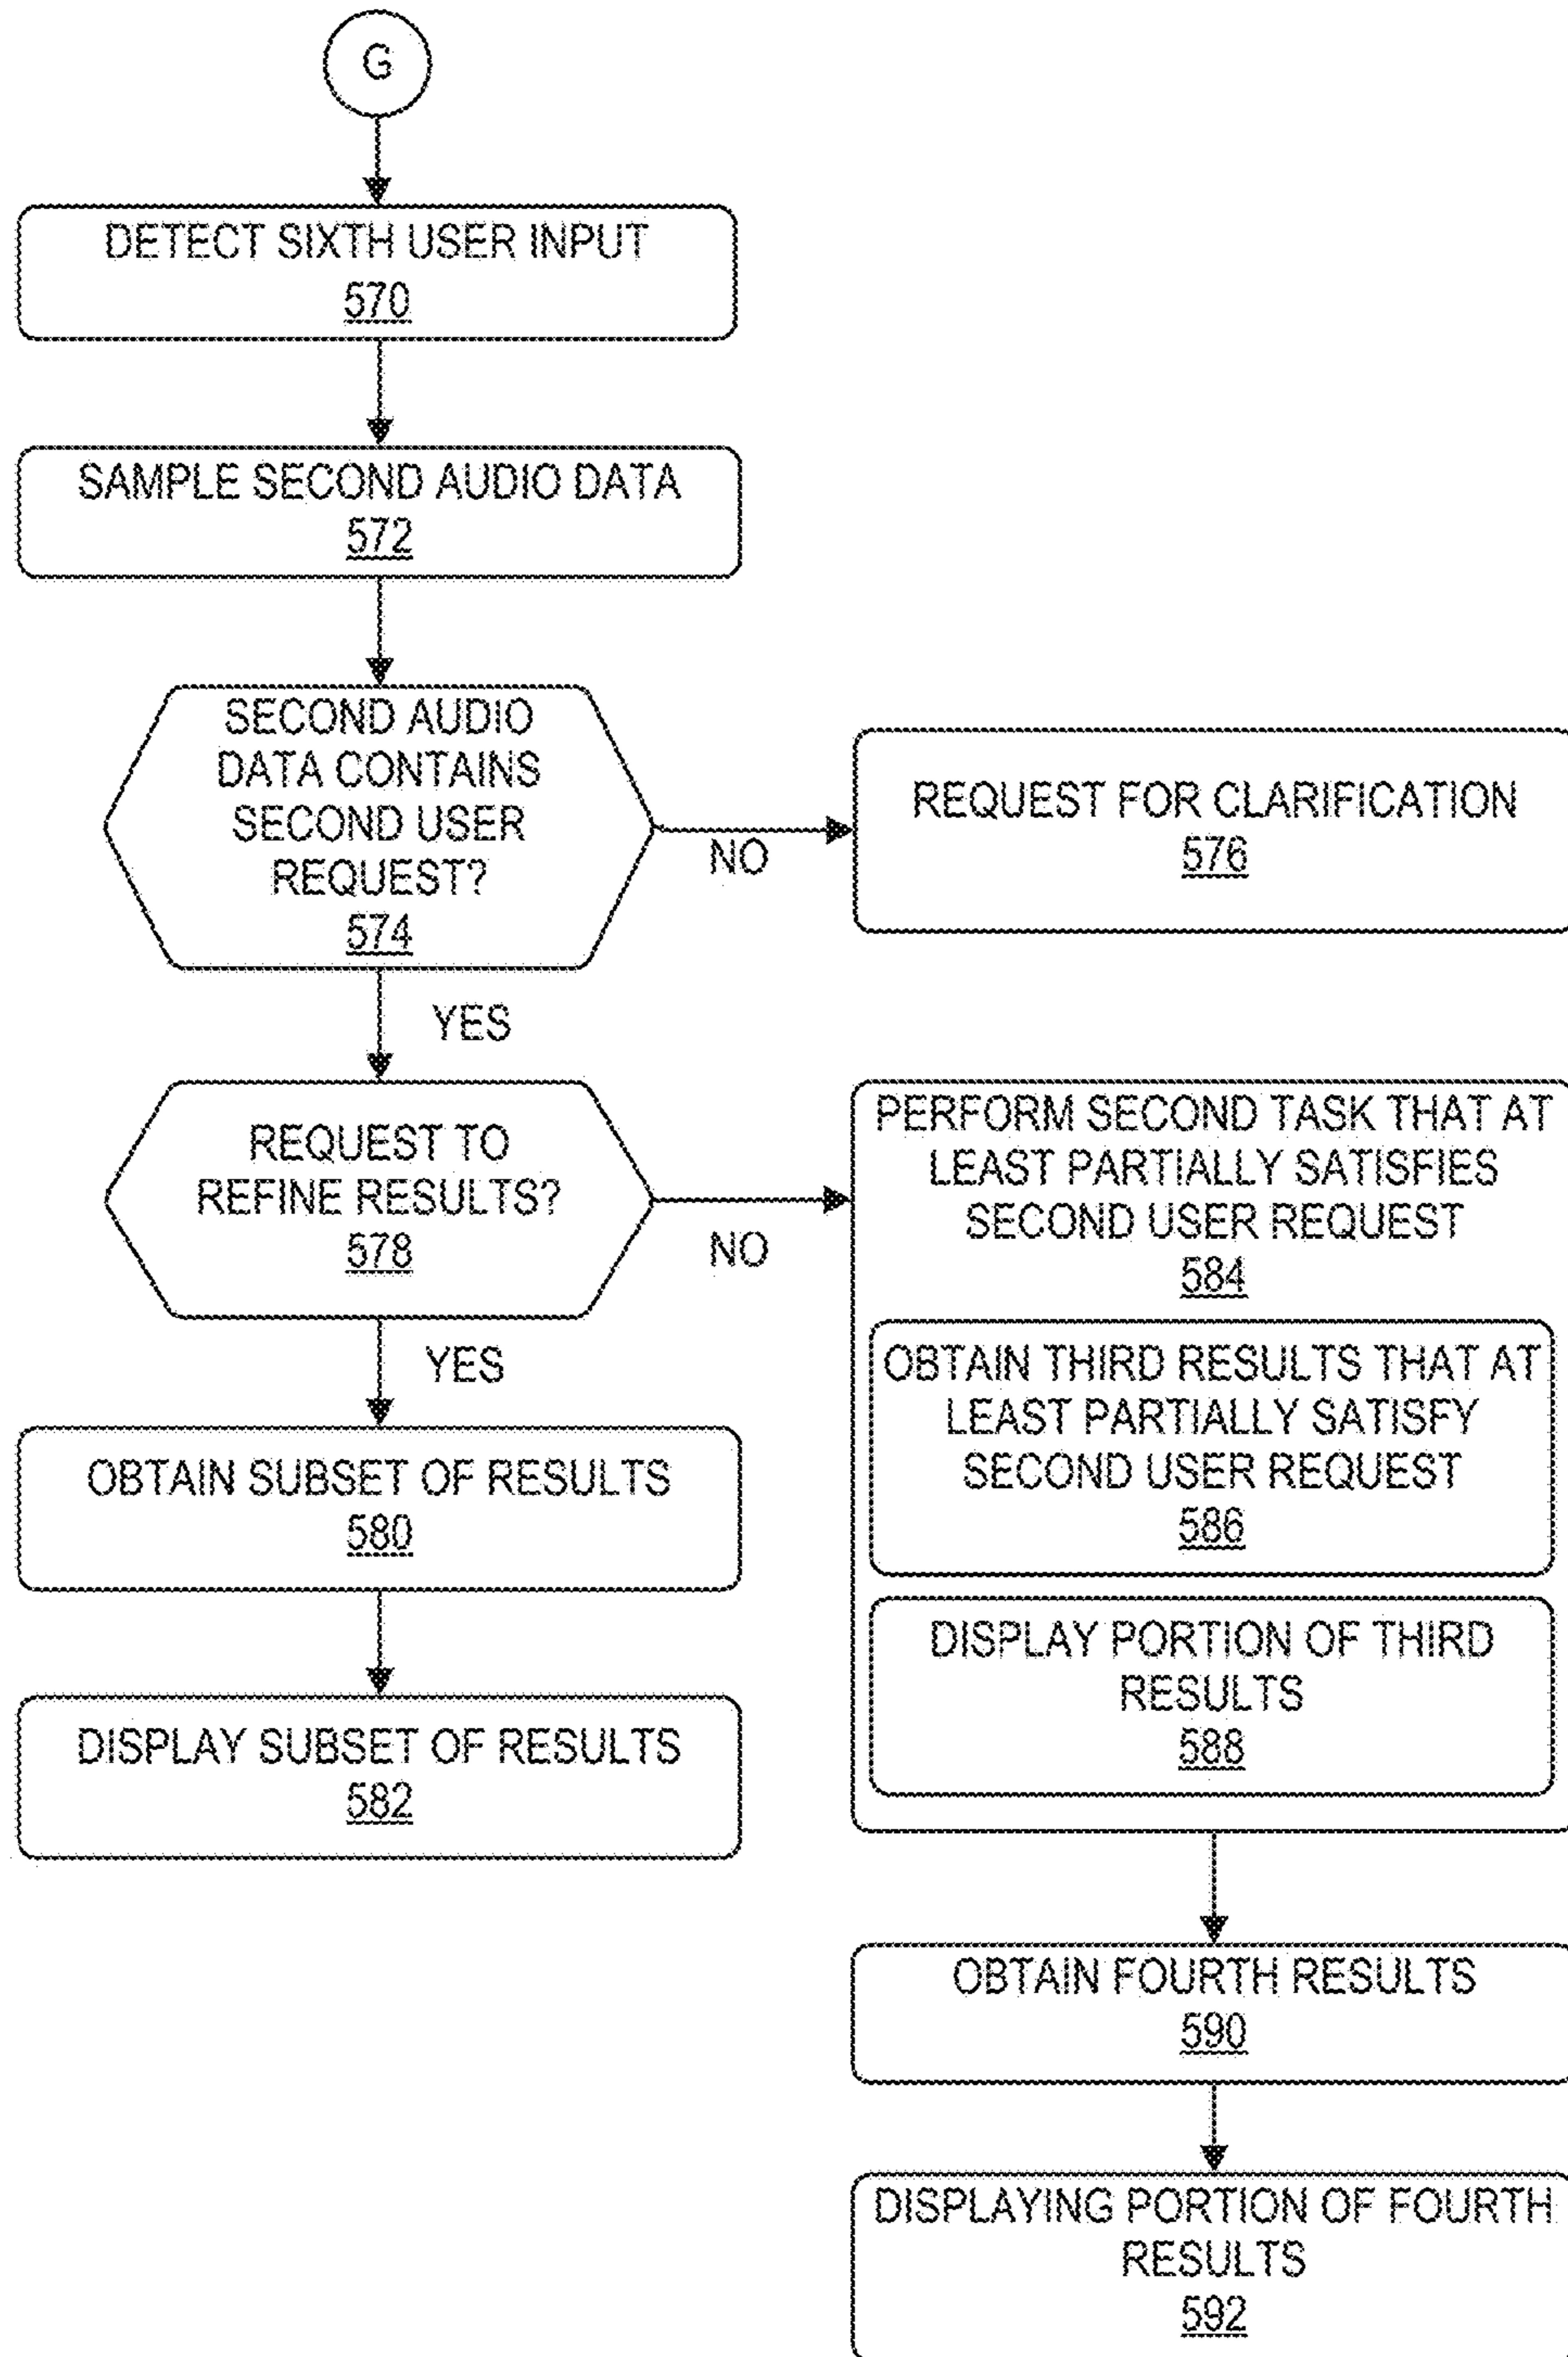 G
DETECT SIXTH USER INPUT
570
SAMPLE SECOND AUDIO DATA
572
SECOND AUDIO
DATA CONTAINS
SECOND USER
REQUEST?
574
NO
REQUEST FOR CLARIFICATION
576
YES
REQUEST TO
REFINE RESULTS?
578
NO
PERFORM SECOND TASK THAT AT
LEAST PARTIALLY SATISFIES
SECOND USER REQUEST
584
OBTAIN THIRD RESULTS THAT AT
LEAST PARTIALLY SATISFY
SECOND USER REQUEST
586
DISPLAY PORTION OF THIRD
RESULTS
588
YES
OBTAIN SUBSET OF RESULTS
580
DISPLAY SUBSET OF RESULTS
582
OBTAIN FOURTH RESULTS
590
DISPLAYING PORTION OF FOURTH
RESULTS
592